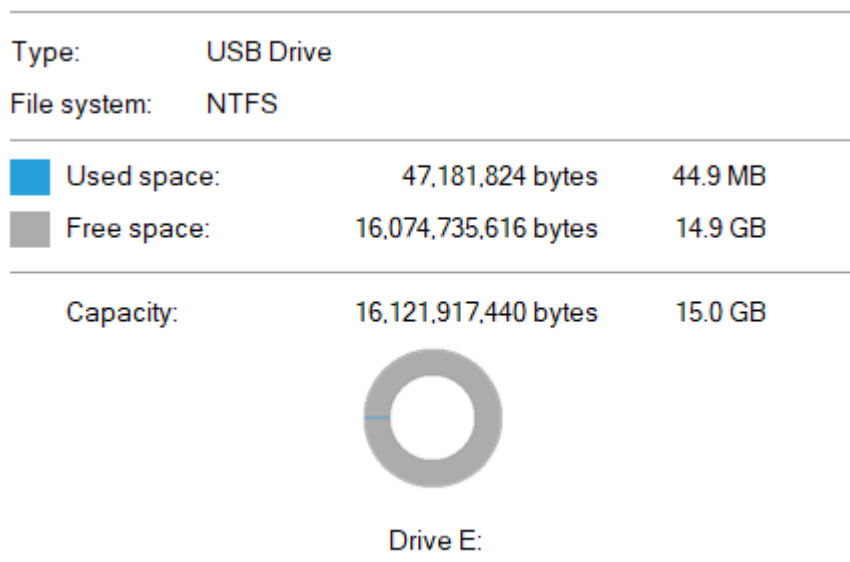 Type: USB Drive
File system: NTFS
Used space: 47,181,824 bytes 44.9 MB
Free space: 16,074,735,616 bytes 14.9 GB
Capacity: 16,121,917,440 bytes 15.0 GB
Drive E: